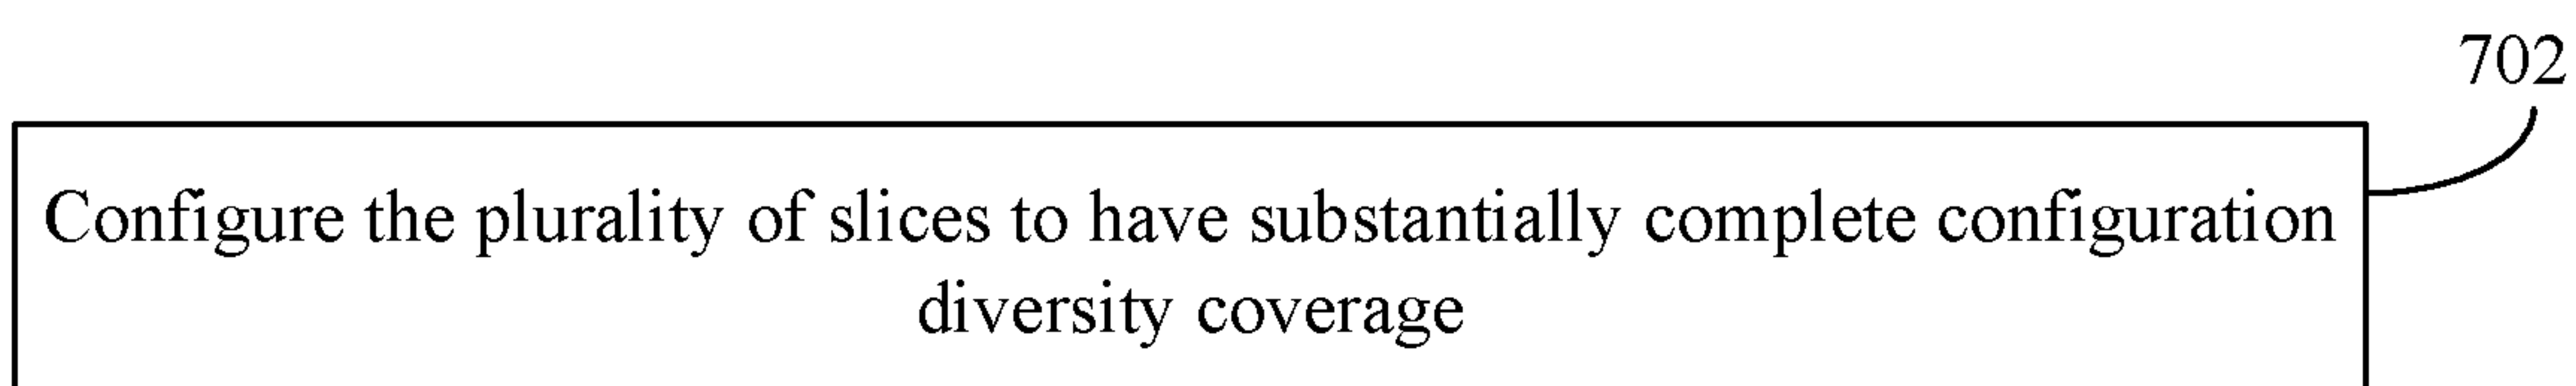 702
Configure the plurality of slices to have substantially complete configuration
diversity coverage